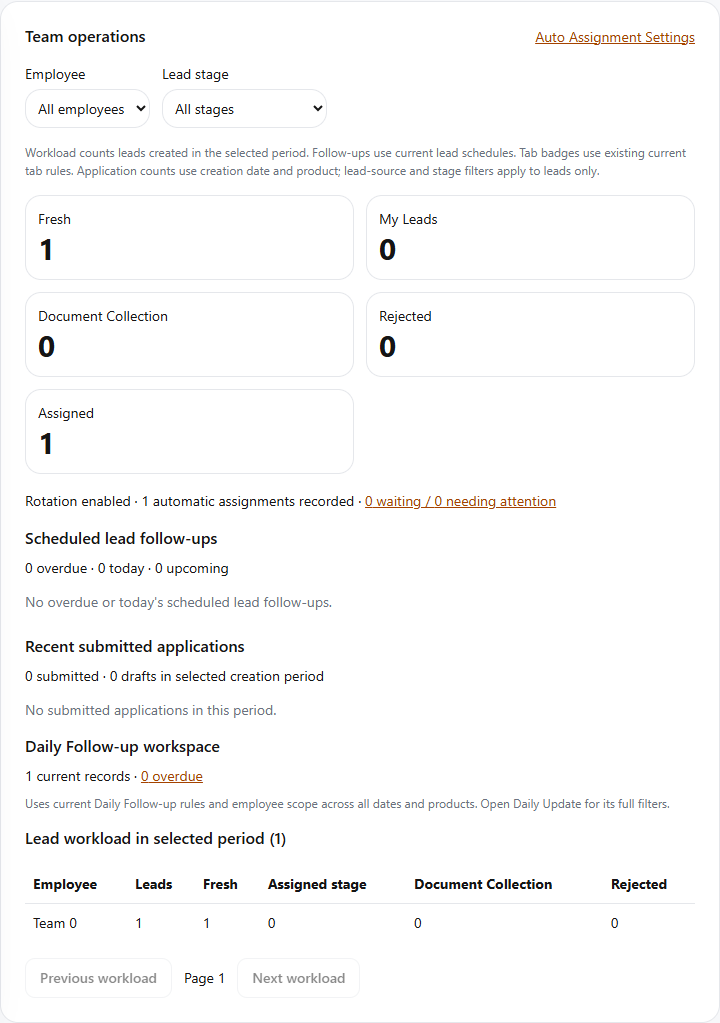 Team operations
Auto Assignment Settings
Employee
Lead stage
All employees
All stages
Workload counts leads created in the selected period. Follow-ups use current lead schedules. Tab badges use existing current
tab rules. Application counts use creation date and product; lead-source and stage filters apply to leads only.
Fresh
1
My Leads
0
Document Collection
0
Rejected
0
Assigned
1
Rotation enabled · 1 automatic assignments recorded · 0 waiting / 0 needing attention
Scheduled lead follow-ups
0 overdue · 0 today · 0 upcoming
No overdue or today's scheduled lead follow-ups.
Recent submitted applications
0 submitted · 0 drafts in selected creation period
No submitted applications in this period.
Daily Follow-up workspace
1 current records · 0 overdue
Uses current Daily Follow-up rules and employee scope across all dates and products. Open Daily Update for its full filters.
Lead workload in selected period (1)
Employee Leads Fresh Assigned stage Document Collection Rejected
Team 0 1 1 0 0 0
Previous workload Page 1 Next workload